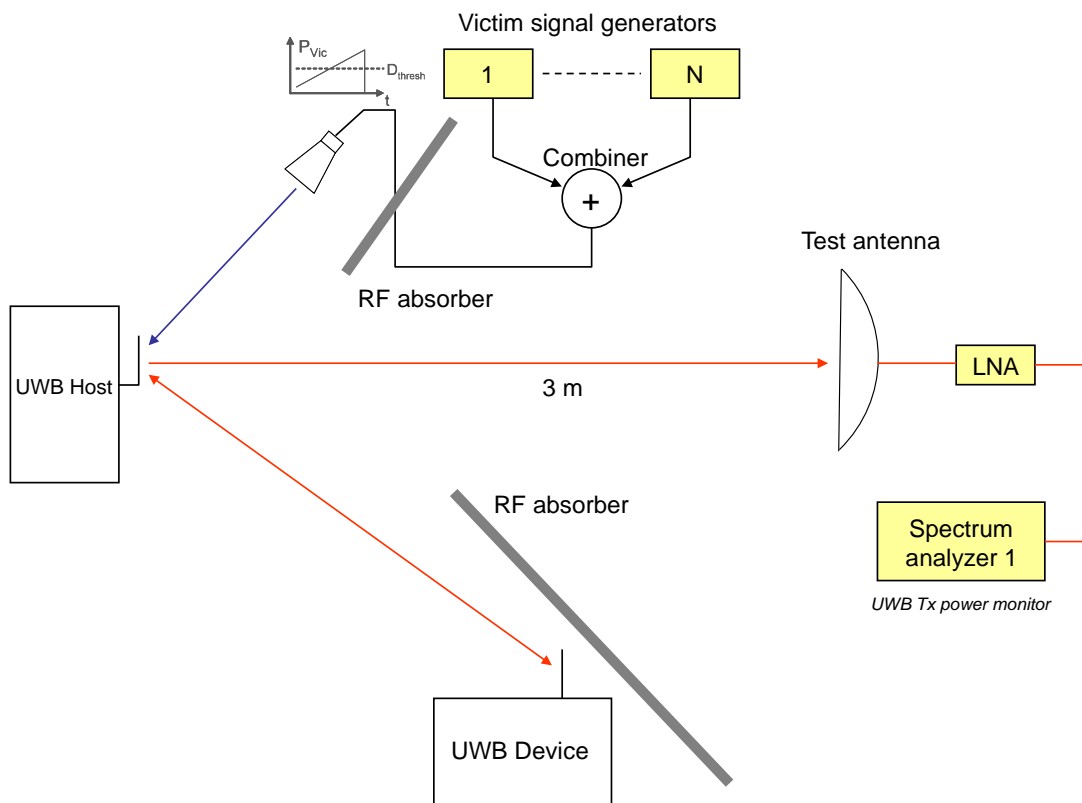 Victim signal generators
P Vic
D thresh
t
1
N
Combiner
+
Test antenna
RF absorber
UWB Host
LNA
3 m
RF absorber
Spectrum
analyzer 1
UWB Tx power monitor
UWB Device